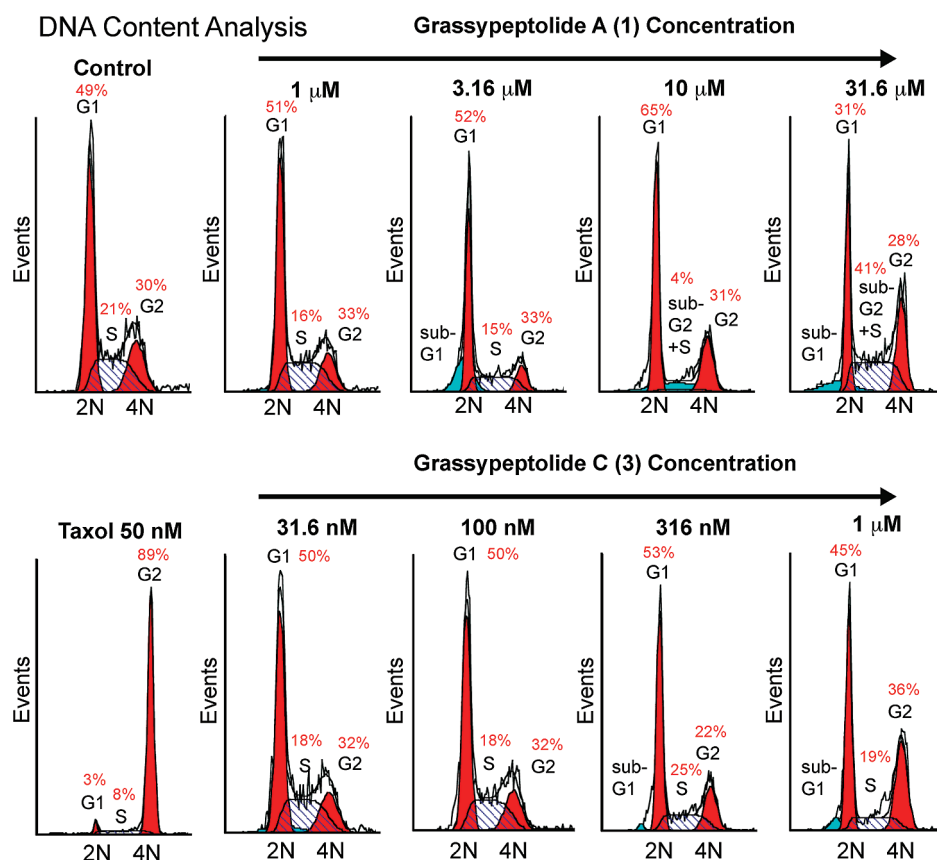 DNA Content Analysis
Grassypeptolide A (1) Concentration
Control
1 μM
3.16 μM
10 μM
31.6 μM
49%
G1
21%
S
30%
G2
Events
2N 4N
51%
G1
16%
S
33%
G2
Events
2N 4N
52%
G1
sub-
G1
15%
S
33%
G2
Events
2N 4N
65%
G1
4%
sub-
G2
+S
31%
G2
Events
2N 4N
31%
G1
sub-
G1
41%
sub-
G2
+S
28%
G2
Events
2N 4N
Grassypeptolide C (3) Concentration
Taxol 50 nM
31.6 nM
100 nM
316 nM
1 μM
89%
G2
3%
G1
8%
S
Events
2N 4N
G1 50%
18%
S
32%
G2
Events
2N 4N
G1 50%
18%
S
32%
G2
Events
2N 4N
53%
G1
sub-
G1
25%
S
22%
G2
Events
2N 4N
45%
G1
sub-
G1
19%
S
36%
G2
Events
2N 4N